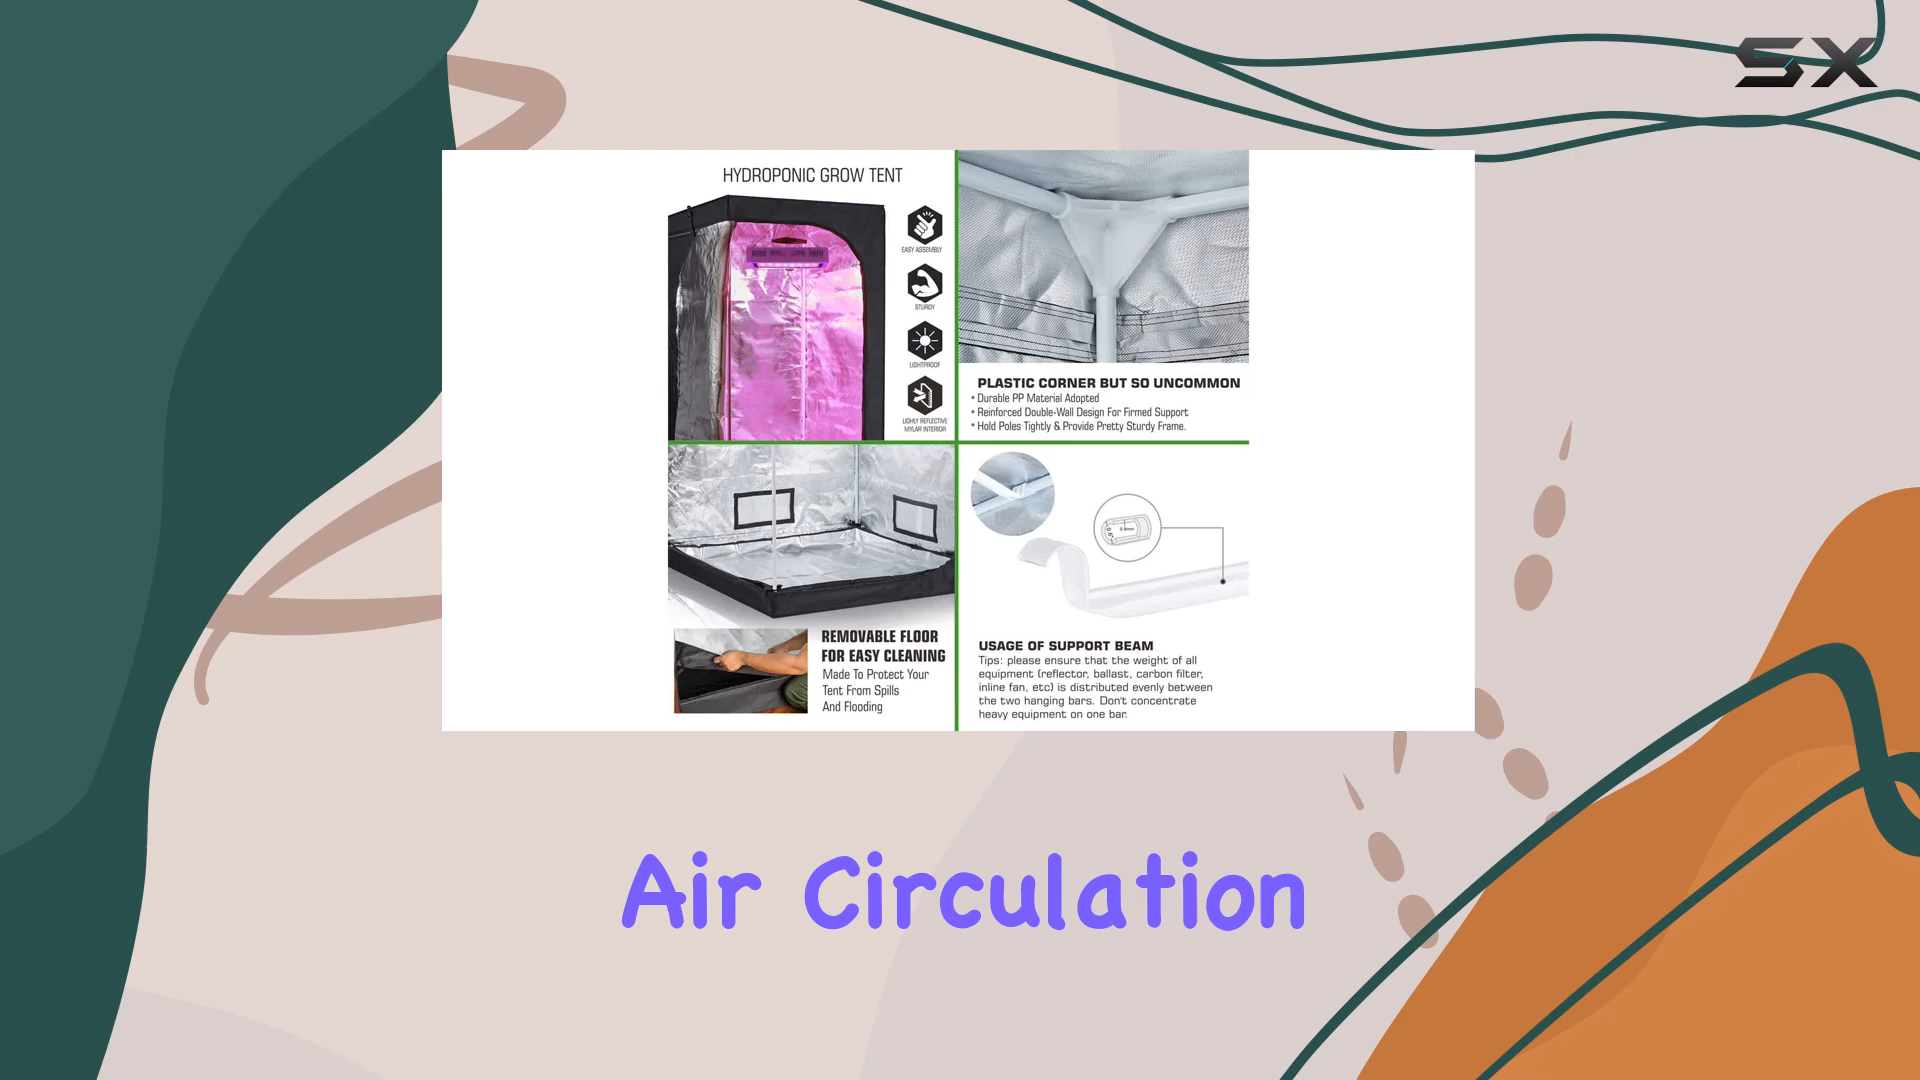 SX
HYDROPONIC GROW TENT
EASY ASSEMBLY
STURDY
LIGHTPROOF
LIGHLY REFLECTIVE
MYLAR INTERIOR
PLASTIC CORNER BUT SO UNCOMMON
• Durable PP Material Adopted
• Reinforced Double-Wall Design For Firmed Support
• Hold Poles Tightly & Provide Pretty Sturdy Frame.
REMOVABLE FLOOR
FOR EASY CLEANING
Made To Protect Your
Tent From Spills
And Flooding
USAGE OF SUPPORT BEAM
Tips: please ensure that the weight of all
equipment (reflector, ballast, carbon filter,
inline fan, etc) is distributed evenly between
the two hanging bars. Don't concentrate
heavy equipment on one bar.
Air Circulation